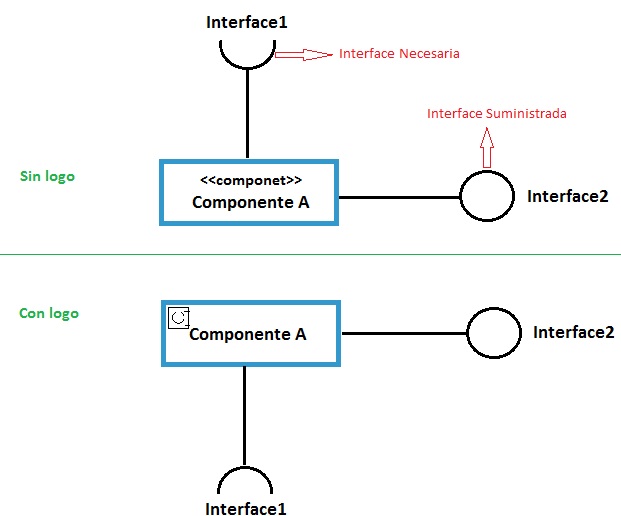 Interface1
Interface Necesaria
Interface Suministrada
Sin logo
<<componet>>
Componente A
Interface2
Con logo
Componente A
Interface2
Interface1